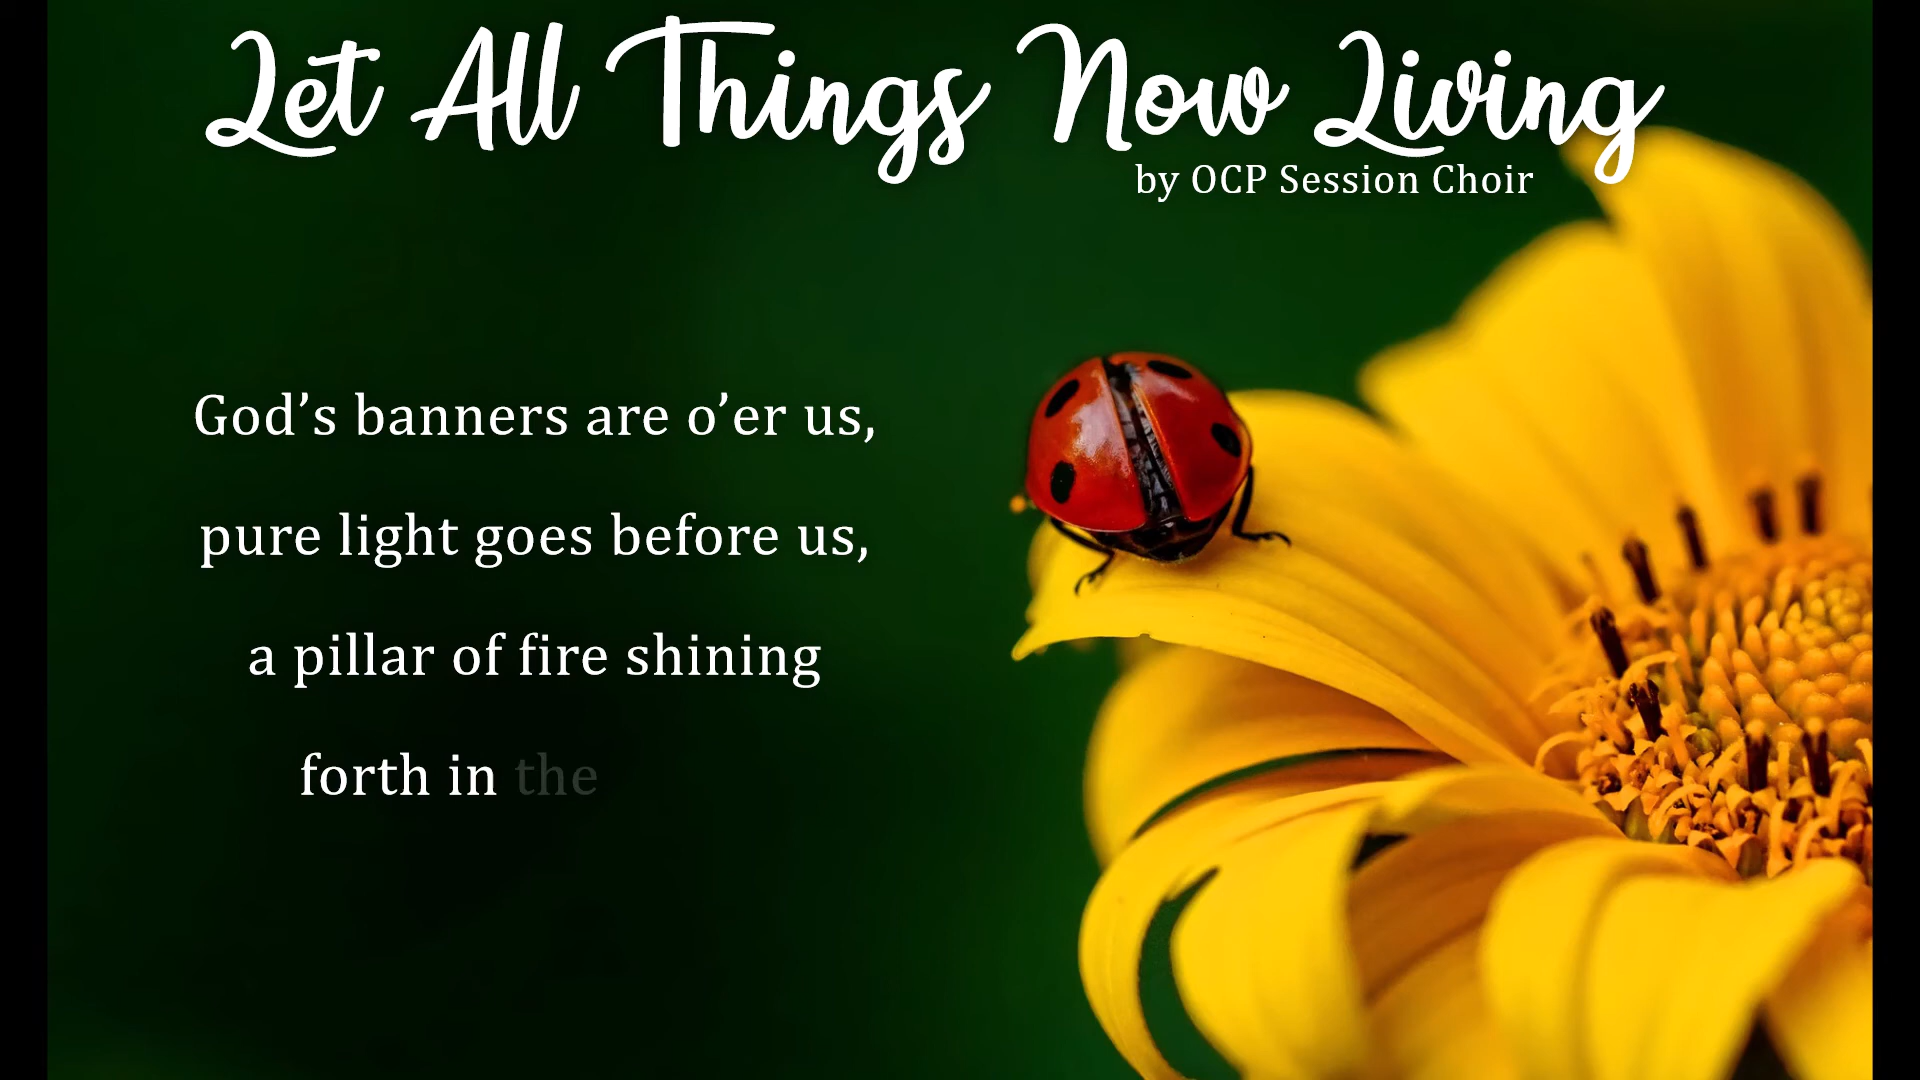 Let All Things Now Living
by OCP Session Choir
God’s banners are o’er us,
pure light goes before us,
a pillar of fire shining
forth in the